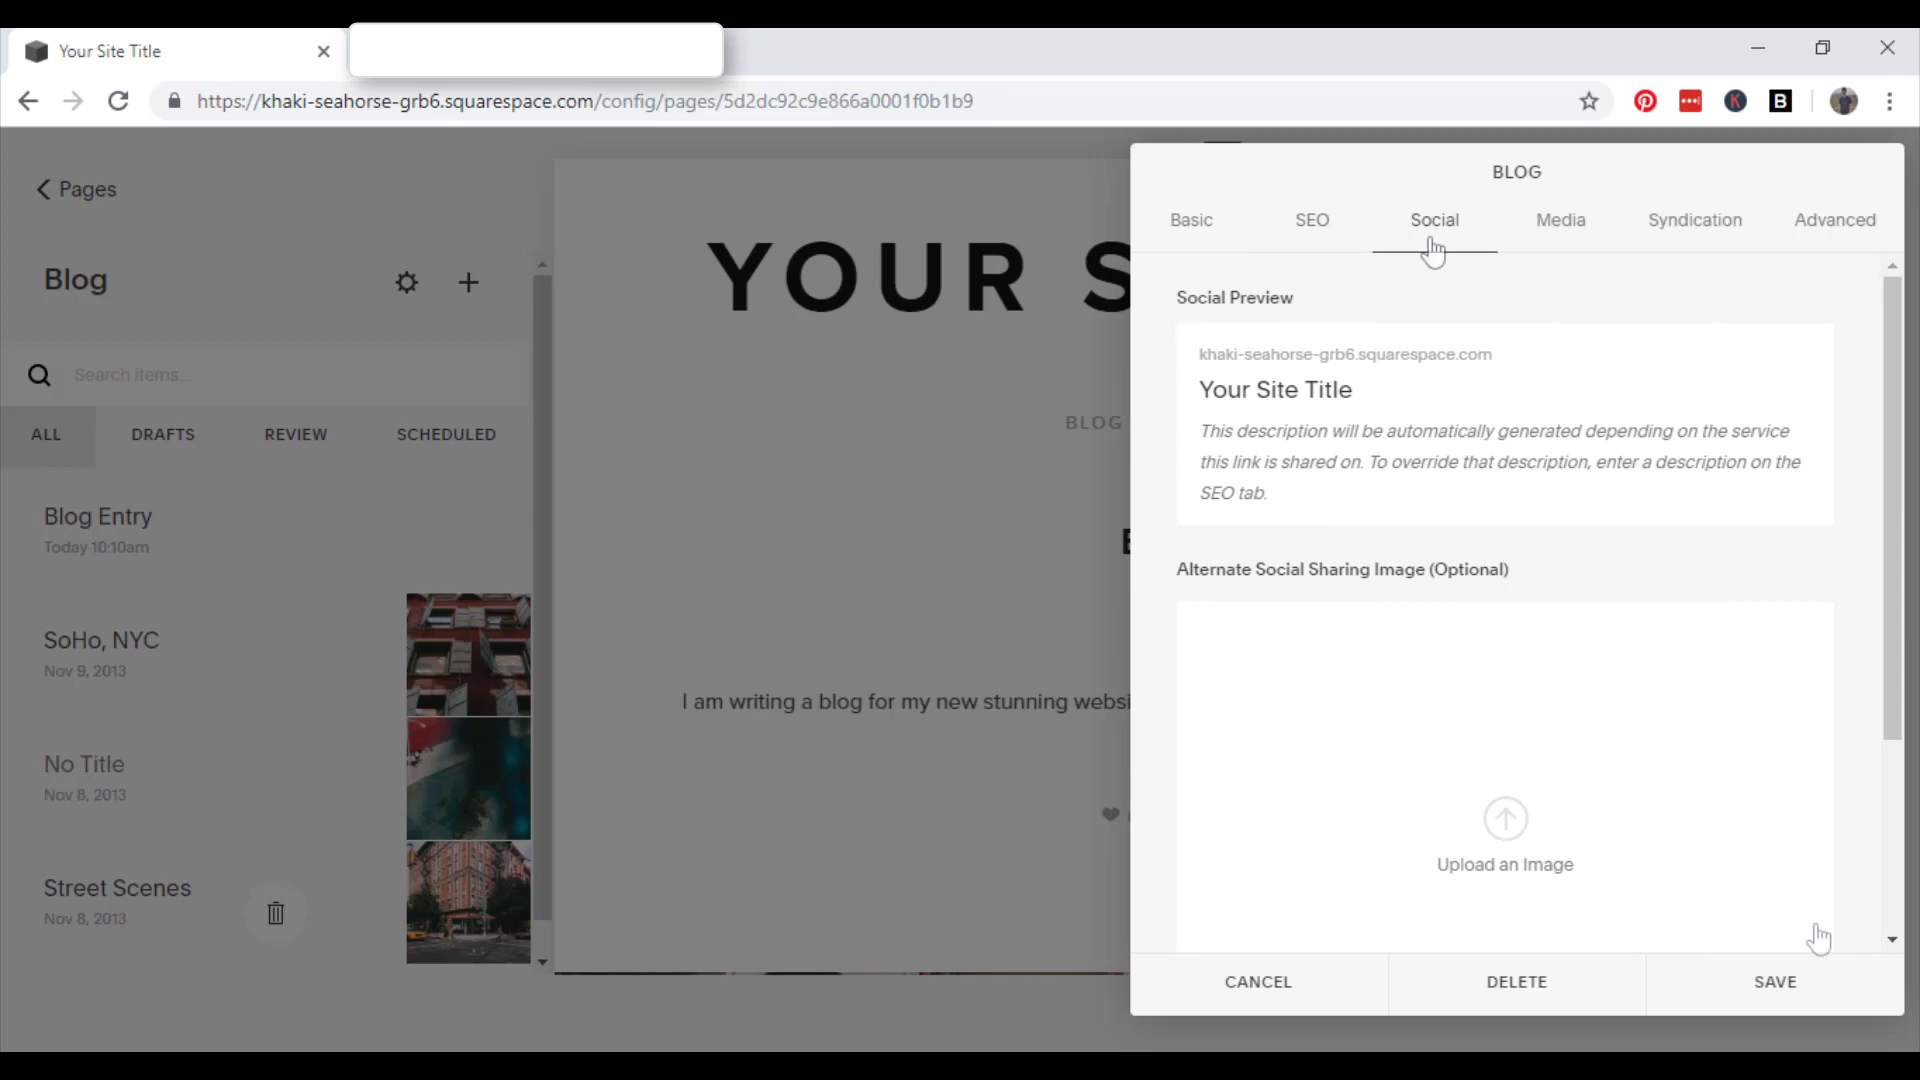 Your Site Title
https://khaki-seahorse-grb6.squarespace.com/config/pages/5d2dc92c9e866a0001f0b1b9
K
B
Pages
Blog
Search items...
ALL
DRAFTS
REVIEW
SCHEDULED
Blog Entry
Today 10:10am
SoHo, NYC
Nov 9, 2013
No Title
Nov 8, 2013
Street Scenes
Nov 8, 2013
YOUR S
BLOG
I am writing a blog for my new stunning websi
BLOG
Basic
SEO
Social
Media
Syndication
Advanced
Social Preview
khaki-seahorse-grb6.squarespace.com
Your Site Title
This description will be automatically generated depending on the service
this link is shared on. To override that description, enter a description on the
SEO tab.
Alternate Social Sharing Image (Optional)
Upload an Image
CANCEL
DELETE
SAVE